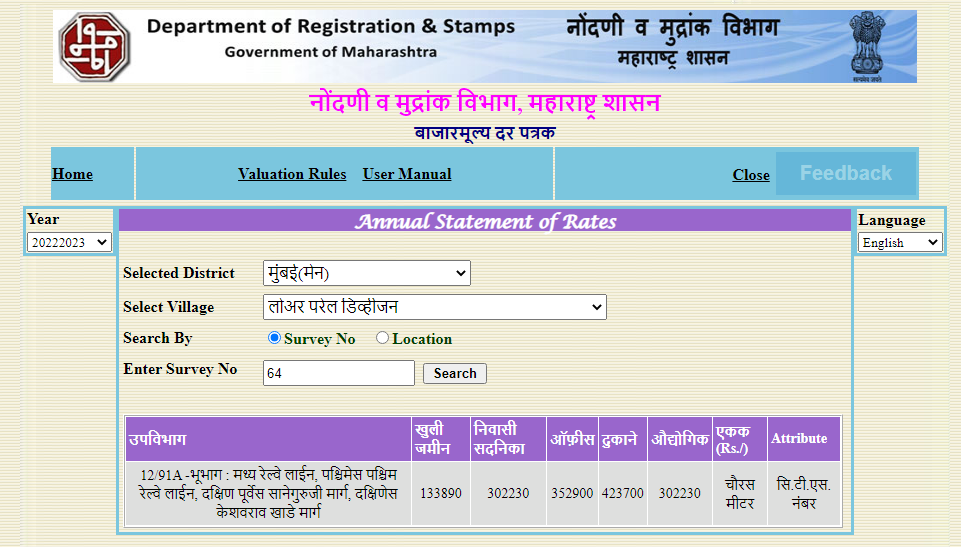 Department of Registration & Stamps
Government of Maharashtra
नोंदणी व मुद्रांक विभाग
महाराष्ट्र शासन
सत्यमेव जयते
नोंदणी व मुद्रांक विभाग, महाराष्ट्र शासन
बाजारमूल्य दर पत्रक
Home Valuation Rules User Manual Close Feedback
Year
20222023
Annual Statement of Rates
Language
English
Selected District मुंबई(मेन)
Select Village लोअर परेल डिव्हीजन
Search By Survey No Location
Enter Survey No 64 Search
उपविभाग खुली जमीन निवासी सदनिका ऑफ़ीस दुकाने औद्योगिक एकक (Rs./) Attribute
12/91A -भूभाग : मध्य रेल्वे लाईन, पश्चिमेस पश्चिम
रेल्वे लाईन, दक्षिण पूर्वेस सानेगुरुजी मार्ग, दक्षिणेस
केशवराव खाडे मार्ग
133890 302230 352900 423700 302230 चौरस मीटर सि.टी.एस. नंबर